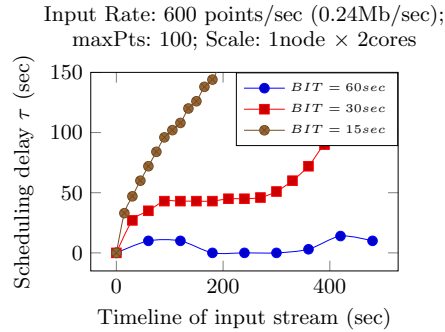 Input Rate: 600 points/sec (0.24Mb/sec);
maxPts: 100; Scale: 1node × 2cores
Scheduling delay τ (sec)
150
100
50
0
BIT = 60sec
BIT = 30sec
BIT = 15sec
0 200 400
Timeline of input stream (sec)